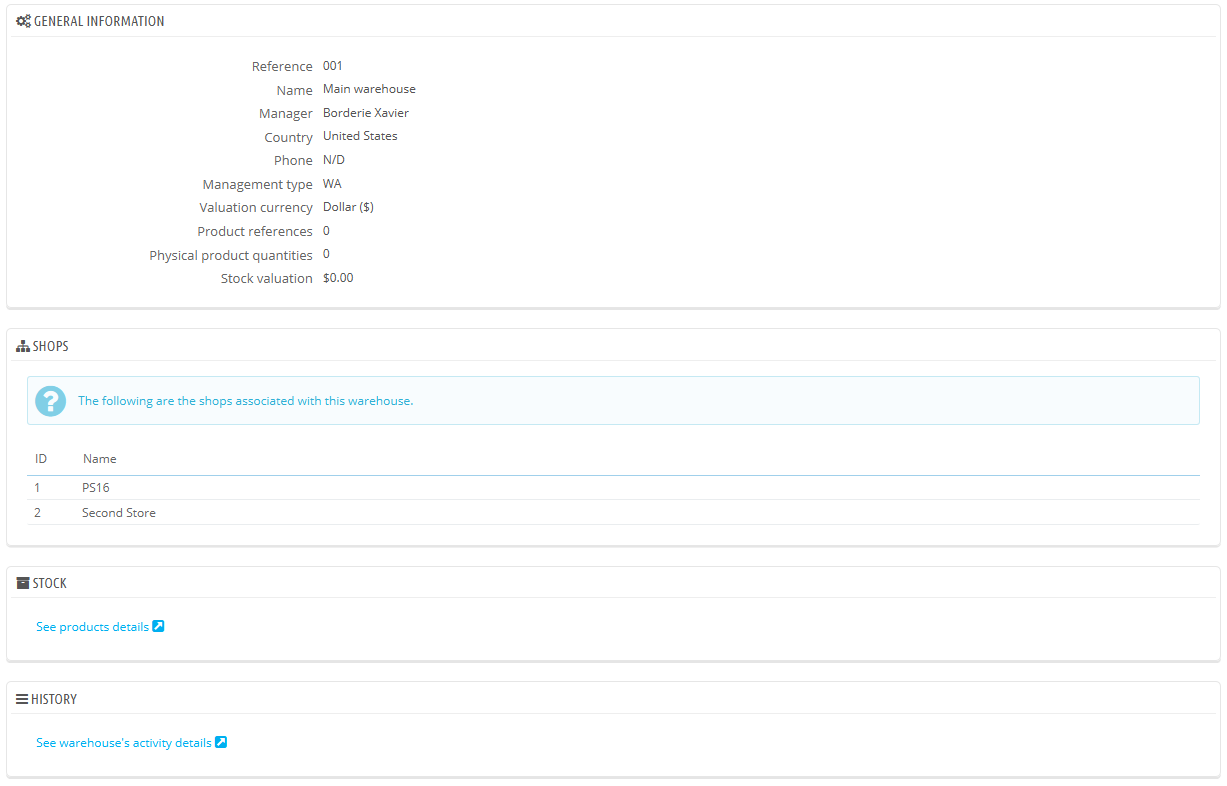 GENERAL INFORMATION
Reference 001
Name Main warehouse
Manager Borderie Xavier
Country United States
Phone N/D
Management type WA
Valuation currency Dollar ($)
Product references 0
Physical product quantities 0
Stock valuation $0.00
SHOPS
The following are the shops associated with this warehouse.
ID Name
1 PS16
2 Second Store
STOCK
See products details
HISTORY
See warehouse's activity details